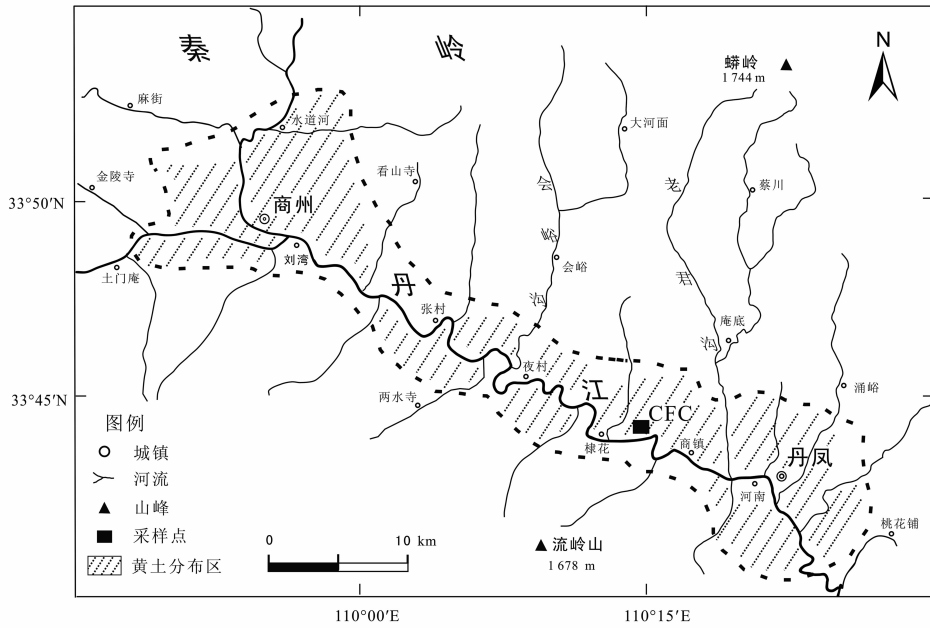 秦 岭
蟒岭
1 744 m
N
麻街
水道河
大河面
金陵寺
看山寺
蔡川
33°50′N
商州
会峪沟
老君沟
刘湾
会峪
土门庵
丹江
张村
庵底
夜村
两水寺
涌峪
33°45′N
CFC
棣花
商镇
丹凤
河南
桃花铺
图例
城镇
河流
山峰
采样点
黄土分布区
0 10 km
流岭山
1 678 m
110°00′E
110°15′E